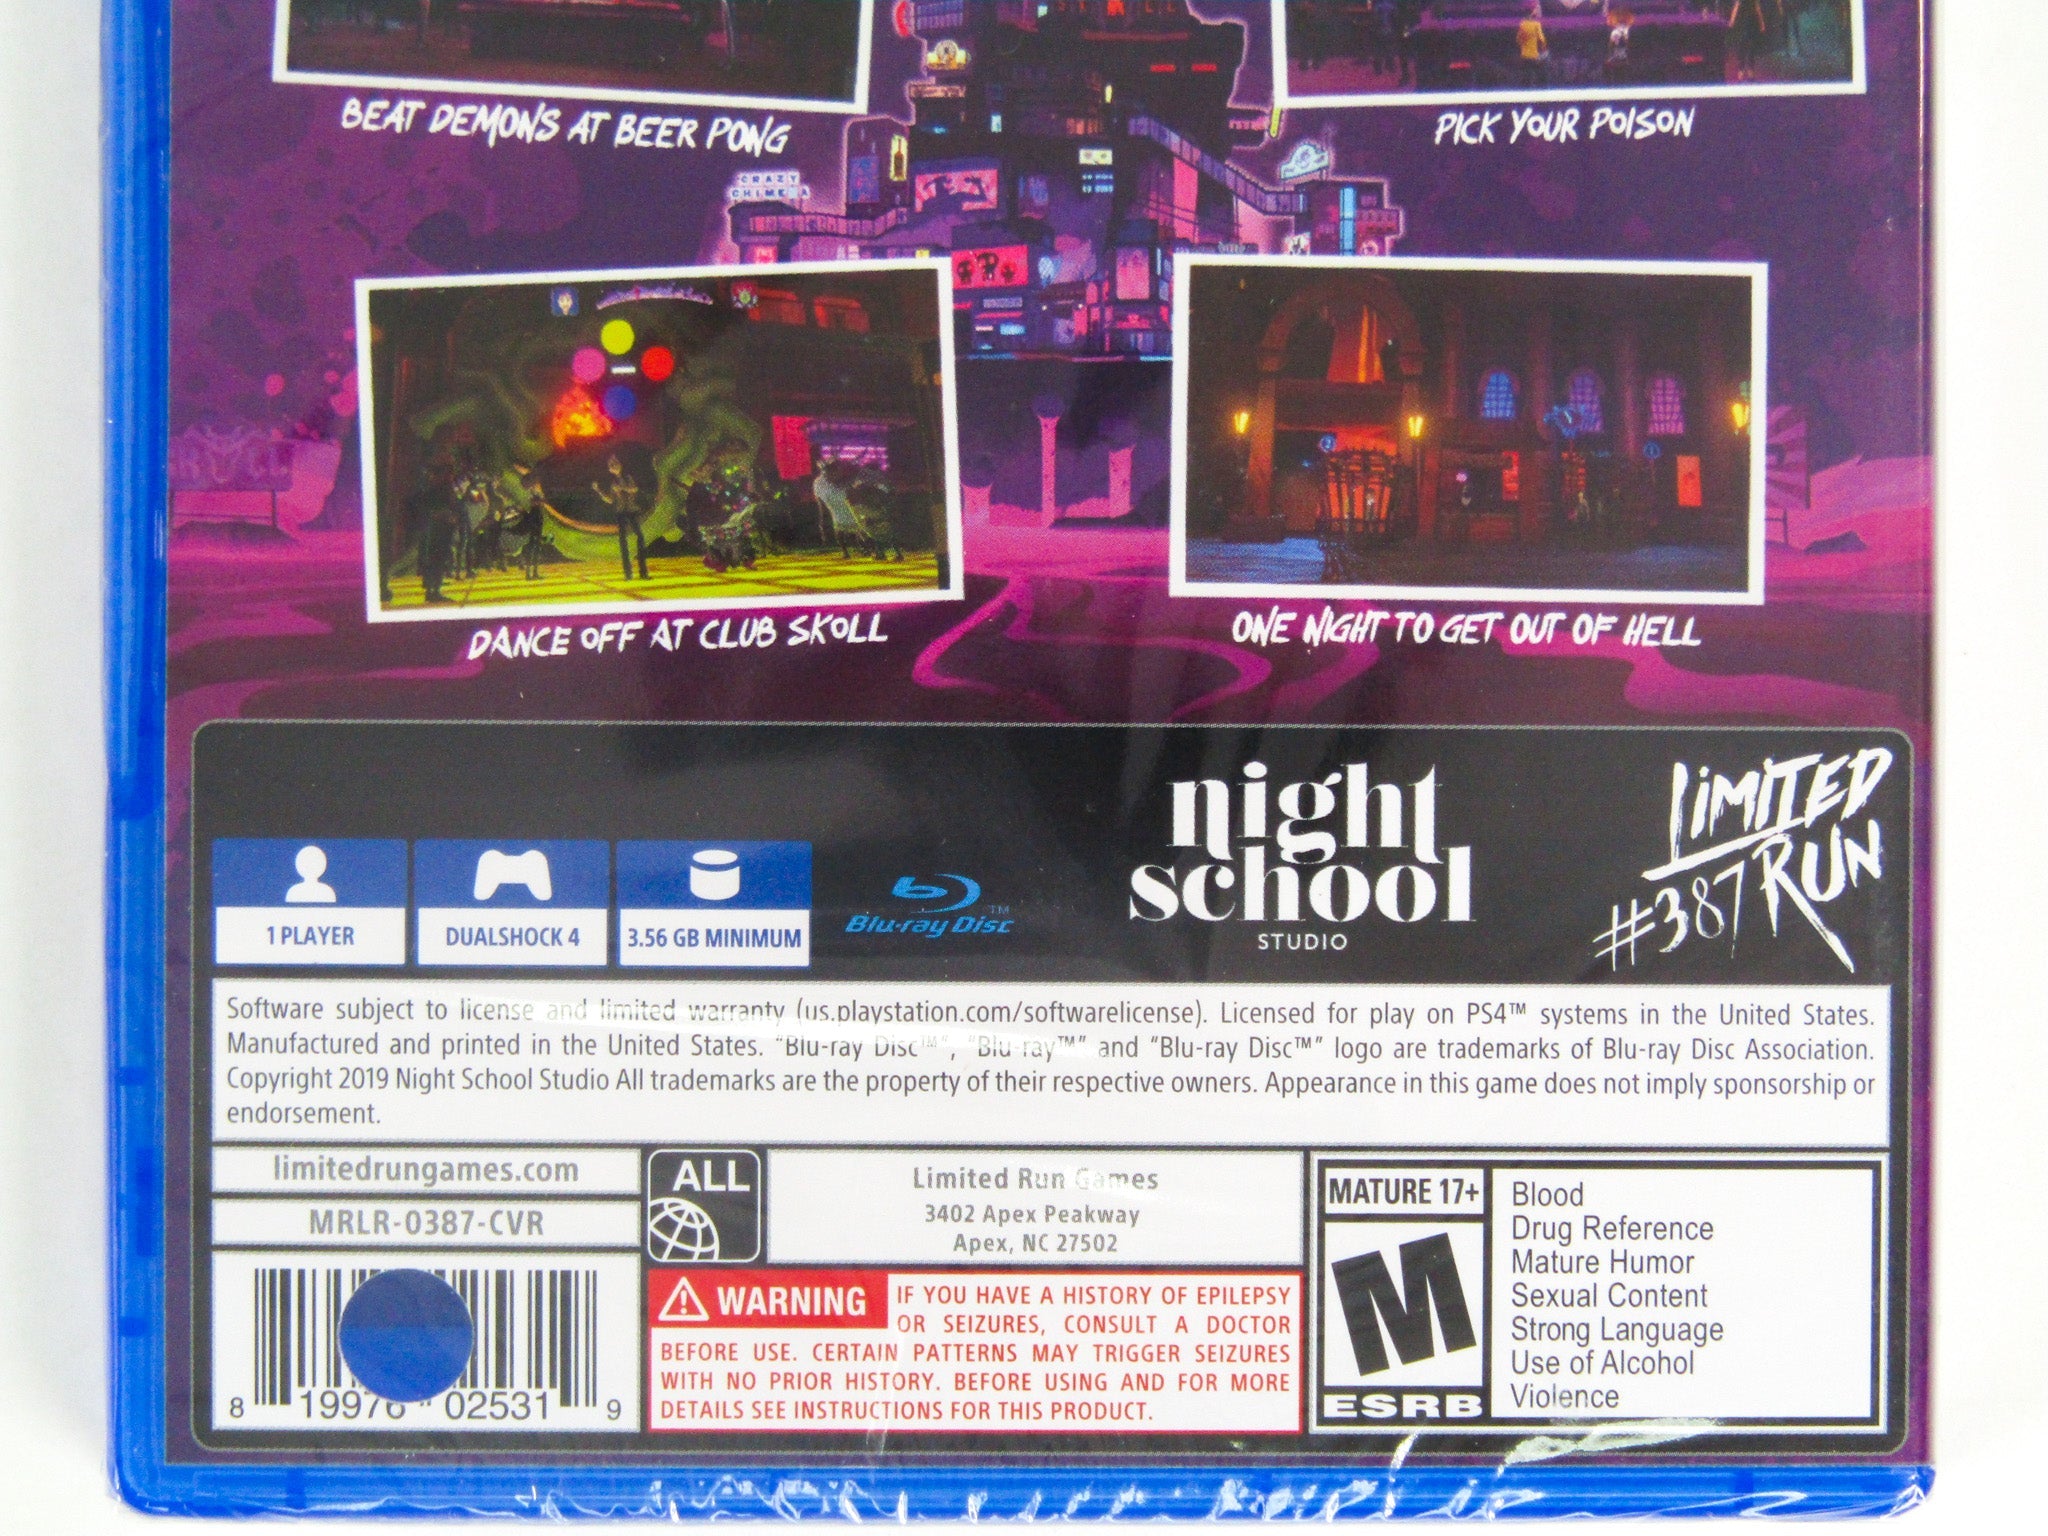 BEAT DEMONS AT BEER PONG
PICK YOUR POISON
CRAZY
CHIMERA
DANCE OFF AT CLUB SKOLL
ONE NIGHT TO GET OUT OF HELL
1 PLAYER
DUALSHOCK 4
3.56 GB MINIMUM
Blu-ray Disc™
night
school
STUDIO
LIMITED
RUN
#387
Software subject to license and limited warranty (us.playstation.com/softwarelicense). Licensed for play on PS4™ systems in the United States.
Manufactured and printed in the United States. “Blu-ray Disc™”, “Blu-ray™” and “Blu-ray Disc™” logo are trademarks of Blu-ray Disc Association.
Copyright 2019 Night School Studio All trademarks are the property of their respective owners. Appearance in this game does not imply sponsorship or
endorsement.
limitedrungames.com
MRLR-0387-CVR
8 19976 02531 9
ALL
Limited Run Games
3402 Apex Peakway
Apex, NC 27502
WARNING IF YOU HAVE A HISTORY OF EPILEPSY
OR SEIZURES, CONSULT A DOCTOR
BEFORE USE. CERTAIN PATTERNS MAY TRIGGER SEIZURES
WITH NO PRIOR HISTORY. BEFORE USING AND FOR MORE
DETAILS SEE INSTRUCTIONS FOR THIS PRODUCT.
MATURE 17+
M
ESRB
Blood
Drug Reference
Mature Humor
Sexual Content
Strong Language
Use of Alcohol
Violence